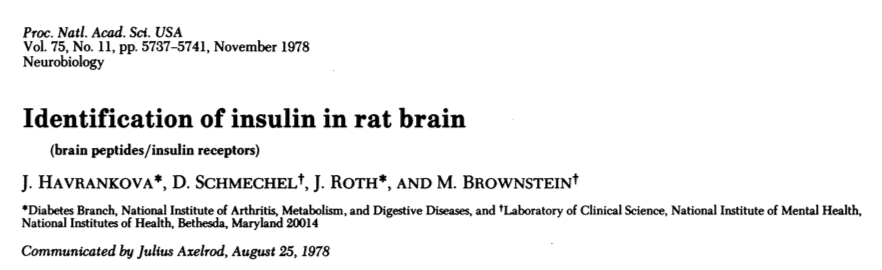 Proc. Natl. Acad. Sci. USA
Vol. 75, No. 11, pp. 5737–5741, November 1978
Neurobiology
Identification of insulin in rat brain
(brain peptides/insulin receptors)
J. HAVRANKOVA*, D. SCHMECHEL†, J. ROTH*, AND M. BROWNSTEIN†
*Diabetes Branch, National Institute of Arthritis, Metabolism, and Digestive Diseases, and †Laboratory of Clinical Science, National Institute of Mental Health,
National Institutes of Health, Bethesda, Maryland 20014
Communicated by Julius Axelrod, August 25, 1978